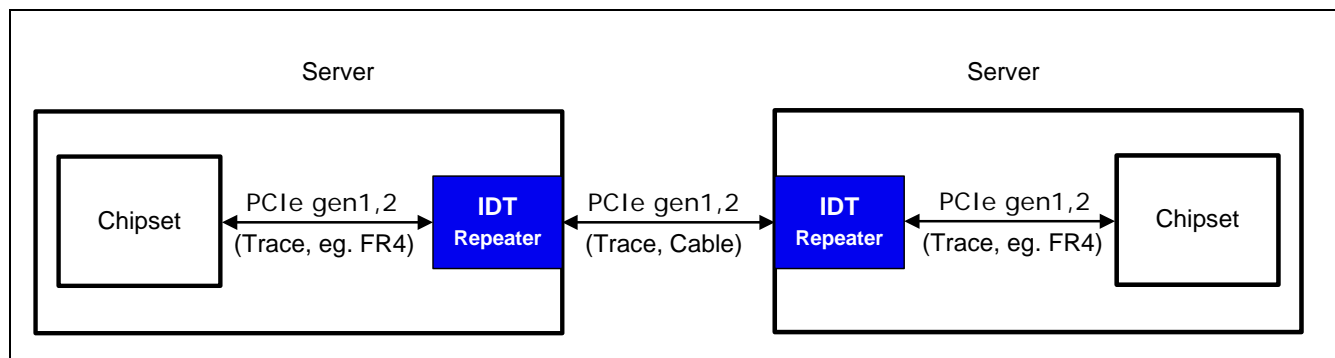 Server
Server
Chipset
PCIe gen1,2
(Trace, eg. FR4)
IDT
Repeater
PCIe gen1,2
(Trace, Cable)
IDT
Repeater
PCIe gen1,2
(Trace, eg. FR4)
Chipset